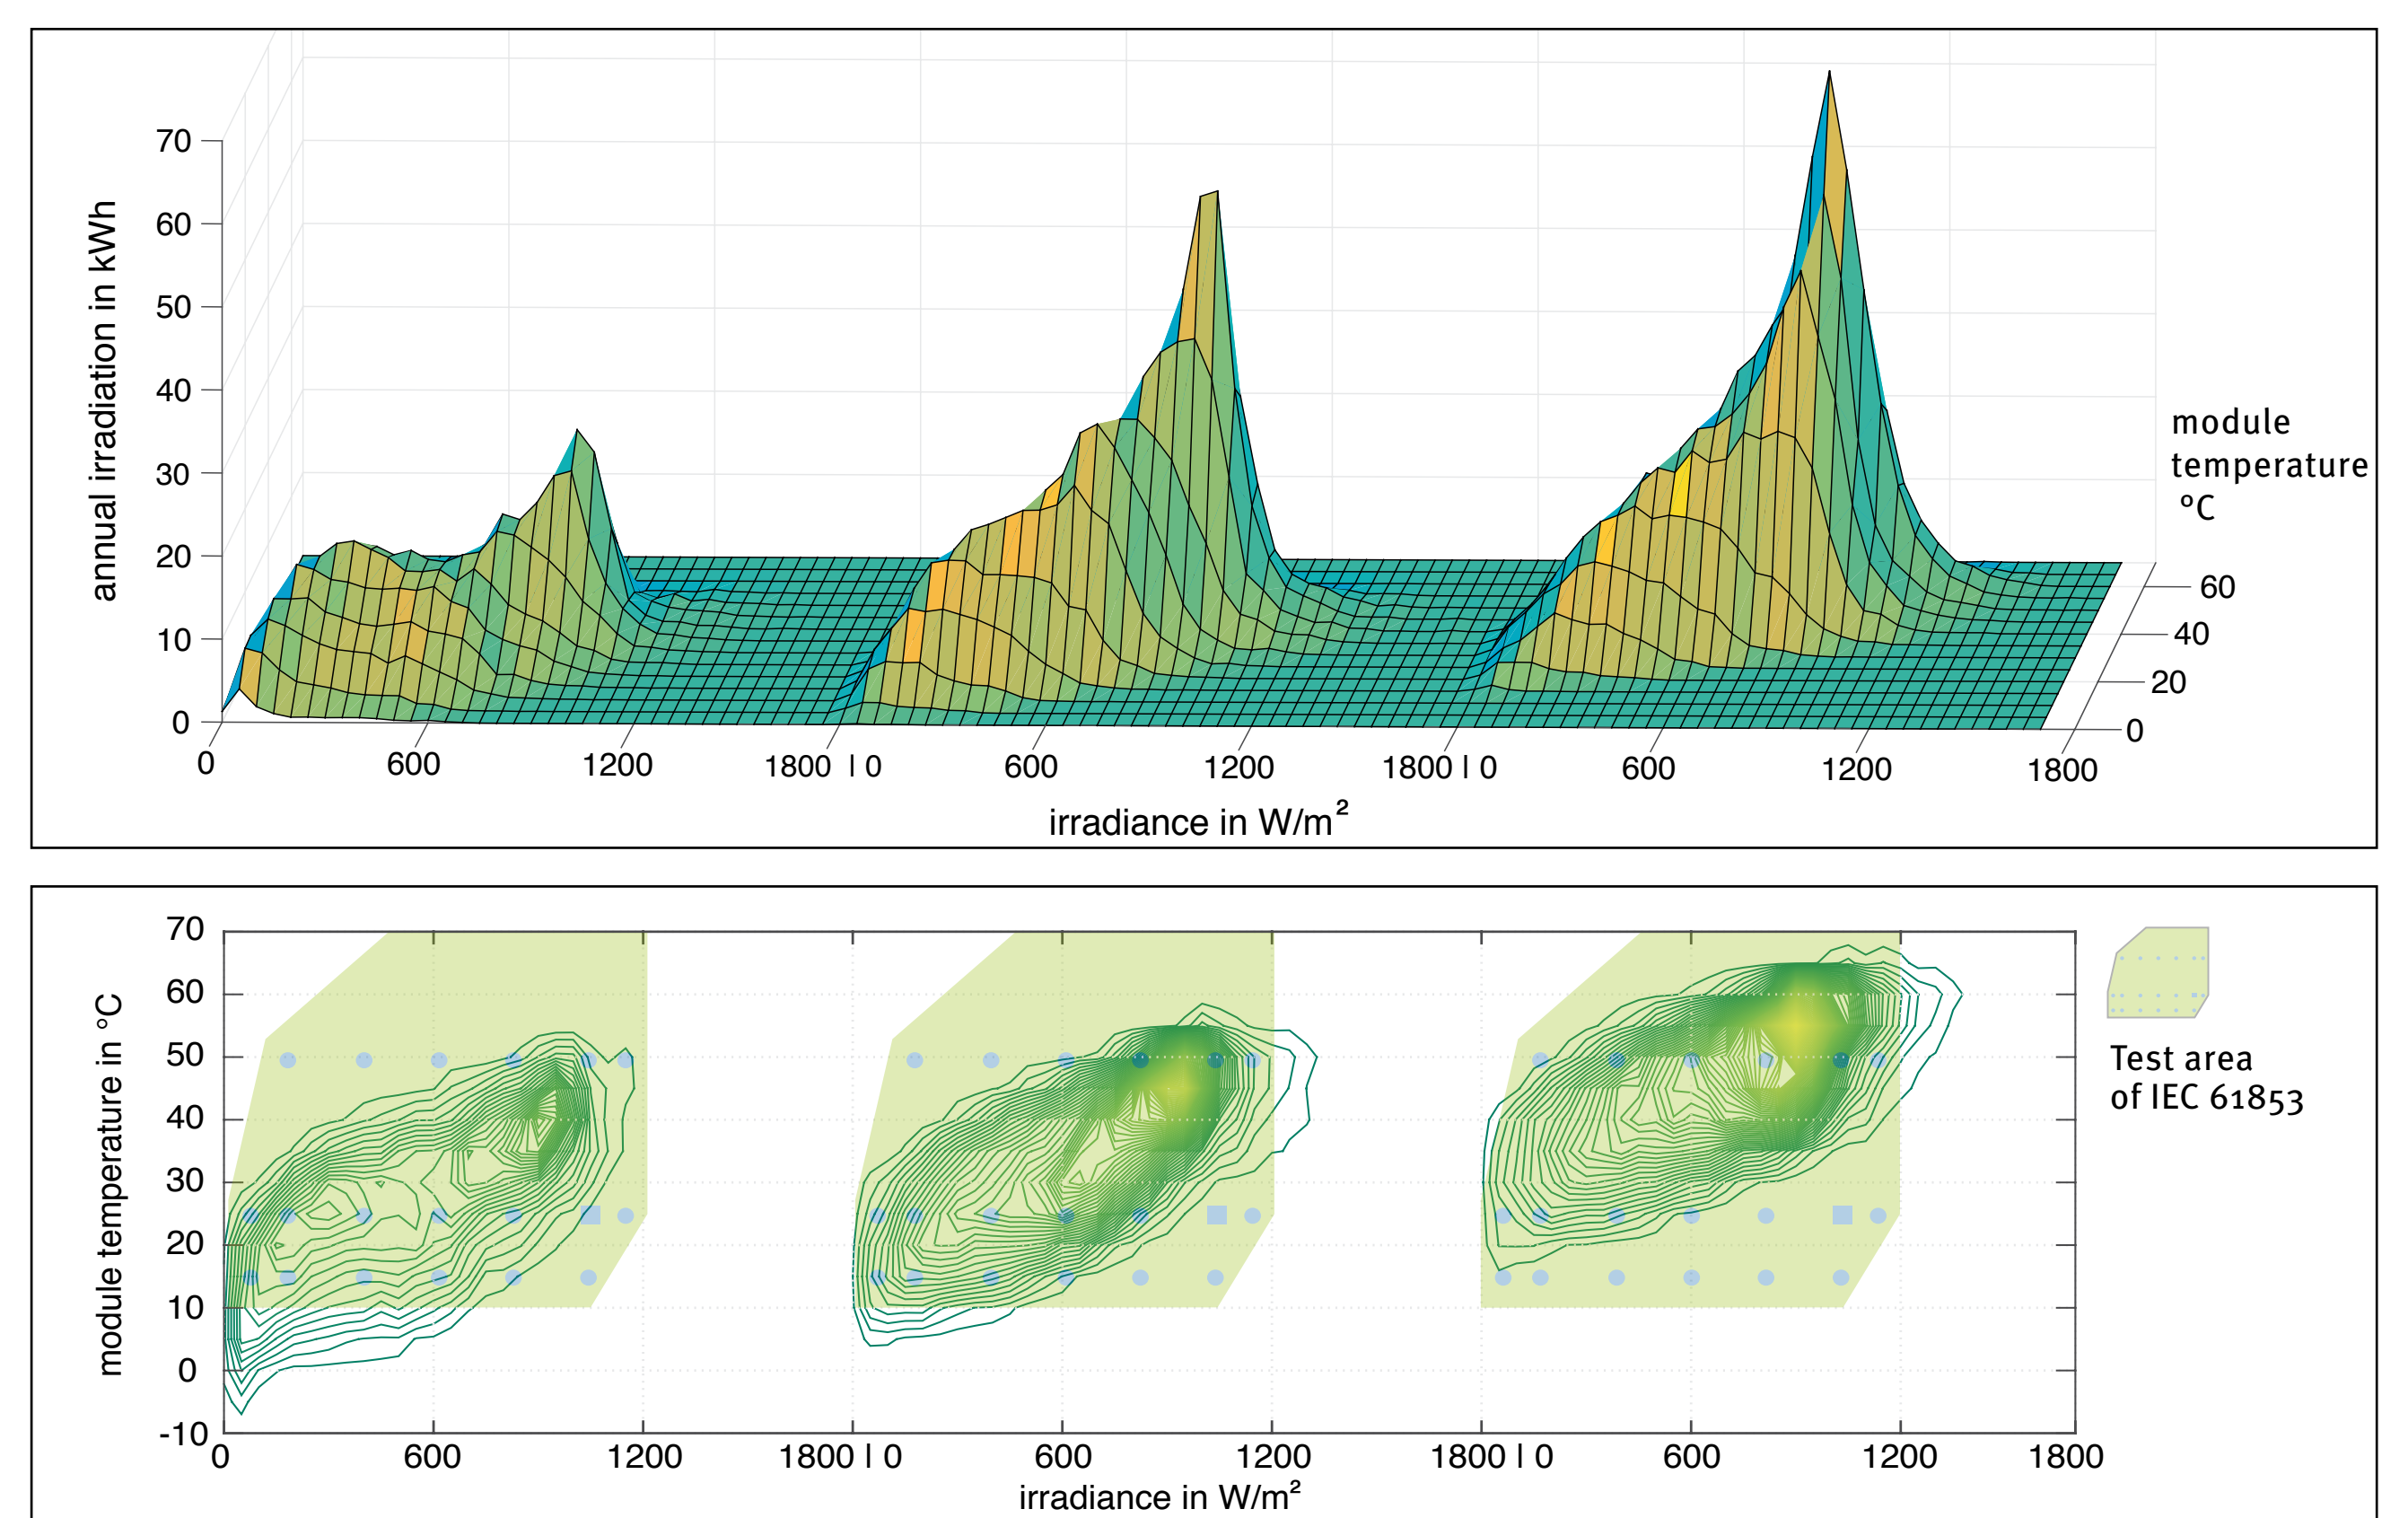 70
60
50
40
30
20
10
0
annual irradiation in kWh
0 600 1200 1800 | 0 600 1200 1800 | 0 600 1200 1800
irradiance in W/m²
module
temperature
°C
60
40
20
0
70
60
50
40
30
20
10
0
-10
module temperature in °C
0 600 1200 1800 | 0 600 1200 1800 | 0 600 1200 1800
irradiance in W/m²
Test area
of IEC 61853